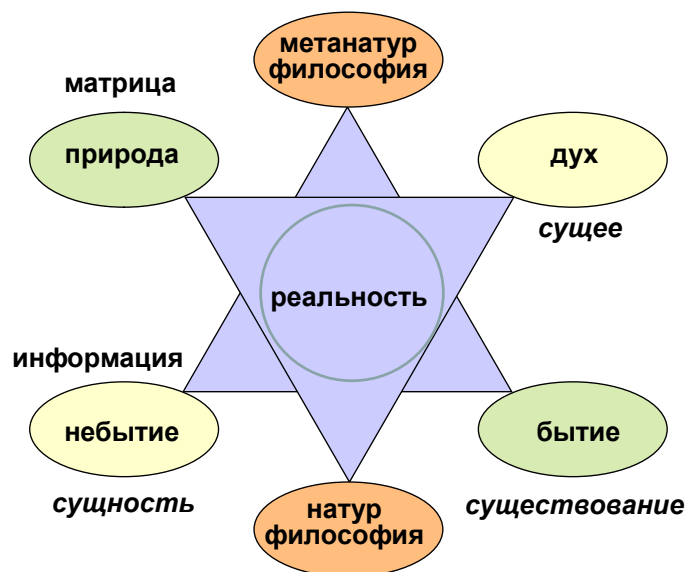 метанатур
философия
матрица
природа
дух
сущее
реальность
информация
небытие
бытие
сущность
существование
натур
философия